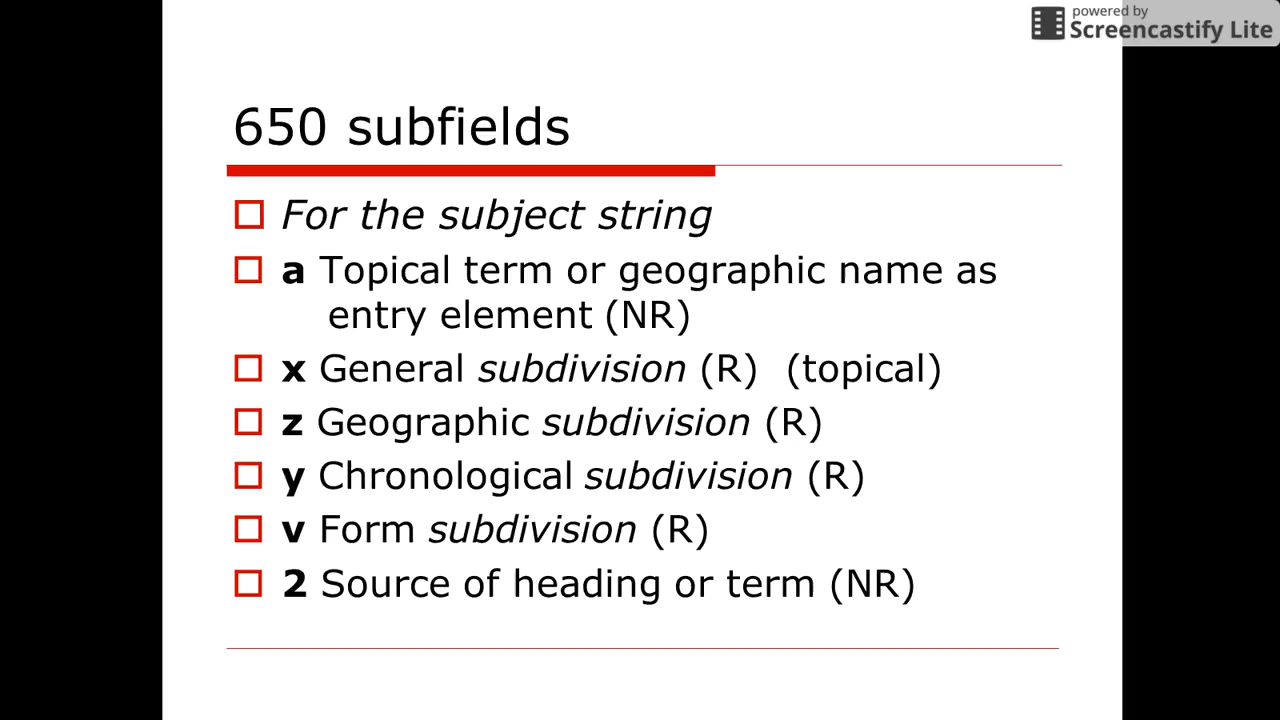 powered by
Screencastify Lite
650 subfields
For the subject string
a Topical term or geographic name as
entry element (NR)
x General subdivision (R) (topical)
z Geographic subdivision (R)
y Chronological subdivision (R)
v Form subdivision (R)
2 Source of heading or term (NR)